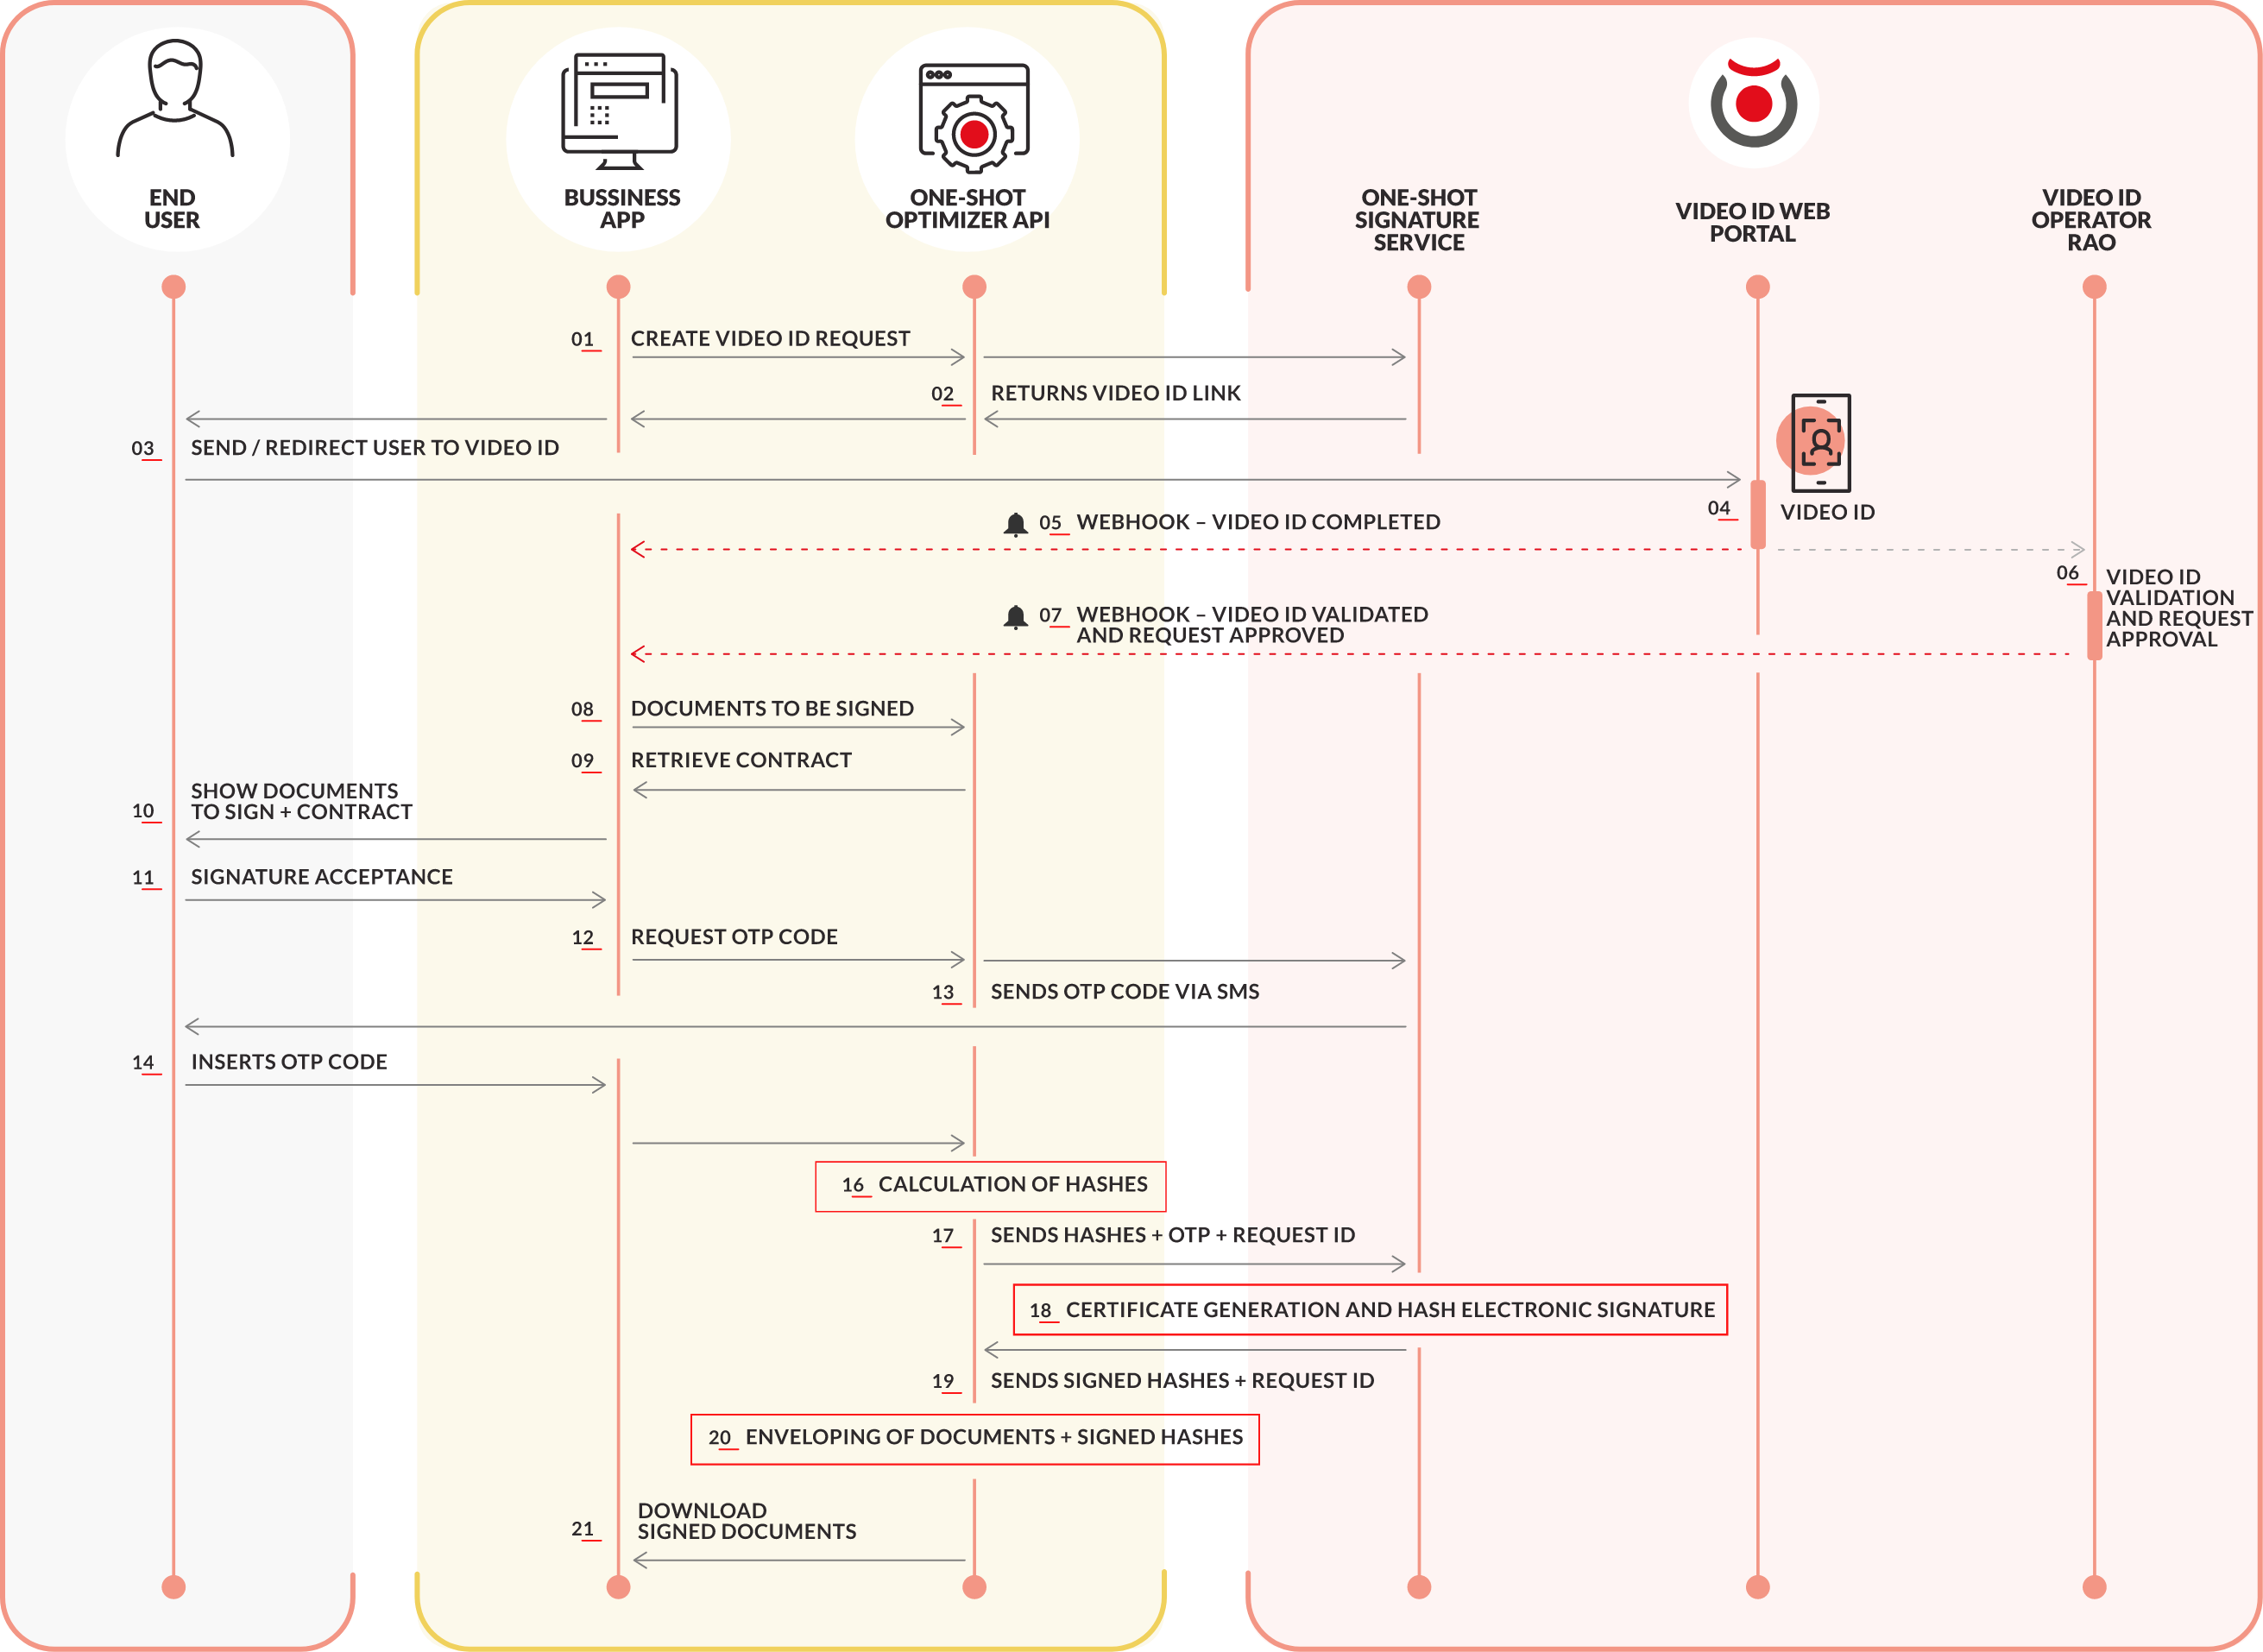 END
USER
BUSSINESS
APP
ONE-SHOT
OPTIMIZER API
ONE-SHOT
SIGNATURE
SERVICE
VIDEO ID WEB
PORTAL
VIDEO ID
OPERATOR
RAO
01 CREATE VIDEO ID REQUEST
02 RETURNS VIDEO ID LINK
03 SEND / REDIRECT USER TO VIDEO ID
04 VIDEO ID
05 WEBHOOK – VIDEO ID COMPLETED
06 VIDEO ID
VALIDATION
AND REQUEST
APPROVAL
07 WEBHOOK – VIDEO ID VALIDATED
AND REQUEST APPROVED
08 DOCUMENTS TO BE SIGNED
09 RETRIEVE CONTRACT
SHOW DOCUMENTS
10 TO SIGN + CONTRACT
11 SIGNATURE ACCEPTANCE
12 REQUEST OTP CODE
13 SENDS OTP CODE VIA SMS
14 INSERTS OTP CODE
16 CALCULATION OF HASHES
17 SENDS HASHES + OTP + REQUEST ID
18 CERTIFICATE GENERATION AND HASH ELECTRONIC SIGNATURE
19 SENDS SIGNED HASHES + REQUEST ID
20 ENVELOPING OF DOCUMENTS + SIGNED HASHES
DOWNLOAD
21 SIGNED DOCUMENTS